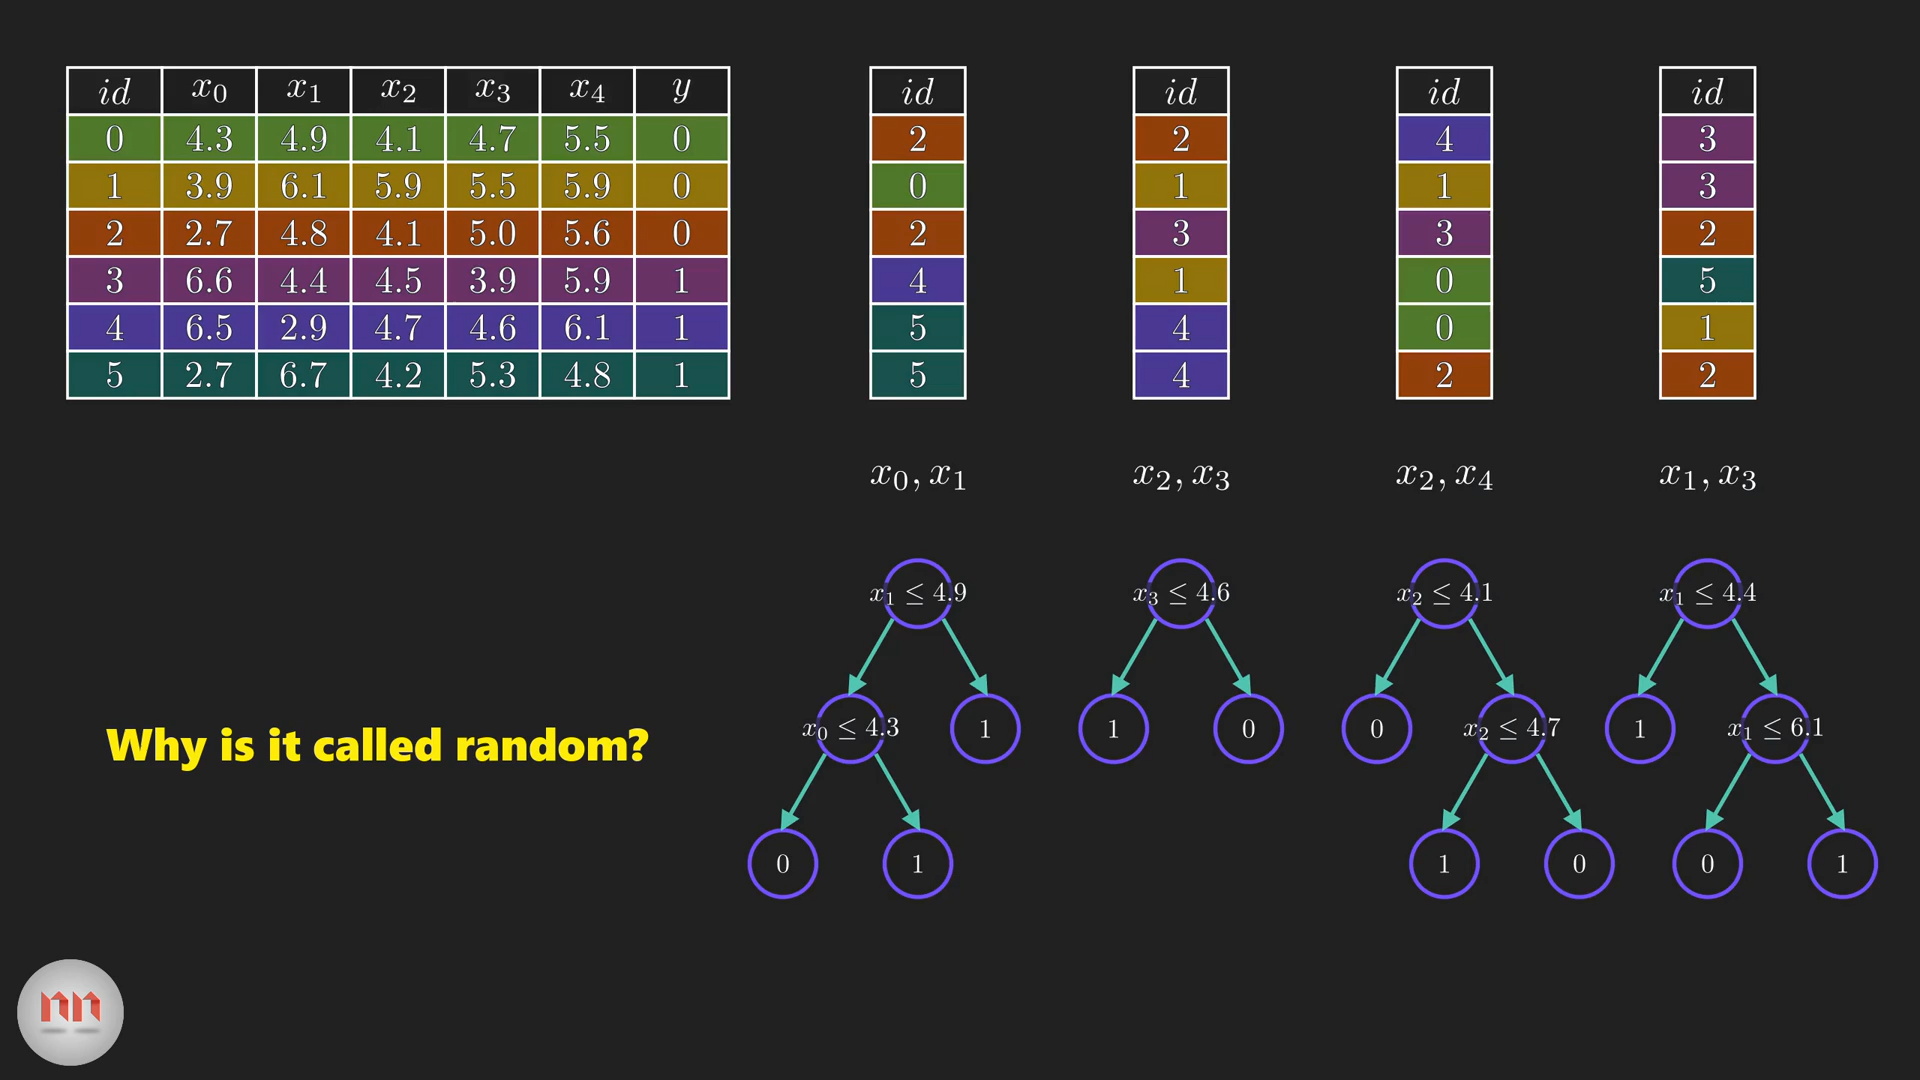 id x₀ x₁ x₂ x₃ x₄ y
0 4.3 4.9 4.1 4.7 5.5 0
1 3.9 6.1 5.9 5.5 5.9 0
2 2.7 4.8 4.1 5.0 5.6 0
3 6.6 4.4 4.5 3.9 5.9 1
4 6.5 2.9 4.7 4.6 6.1 1
5 2.7 6.7 4.2 5.3 4.8 1
id
2
0
2
4
5
5
id
2
1
3
1
4
4
id
4
1
3
0
0
2
id
3
3
2
5
1
2
x₀, x₁
x₂, x₃
x₂, x₄
x₁, x₃
x₁ ≤ 4.9
x₀ ≤ 4.3
1
0
1
x₃ ≤ 4.6
1
0
x₂ ≤ 4.1
0
x₂ ≤ 4.7
1
0
x₁ ≤ 4.4
1
x₁ ≤ 6.1
0
1
Why is it called random?
nn